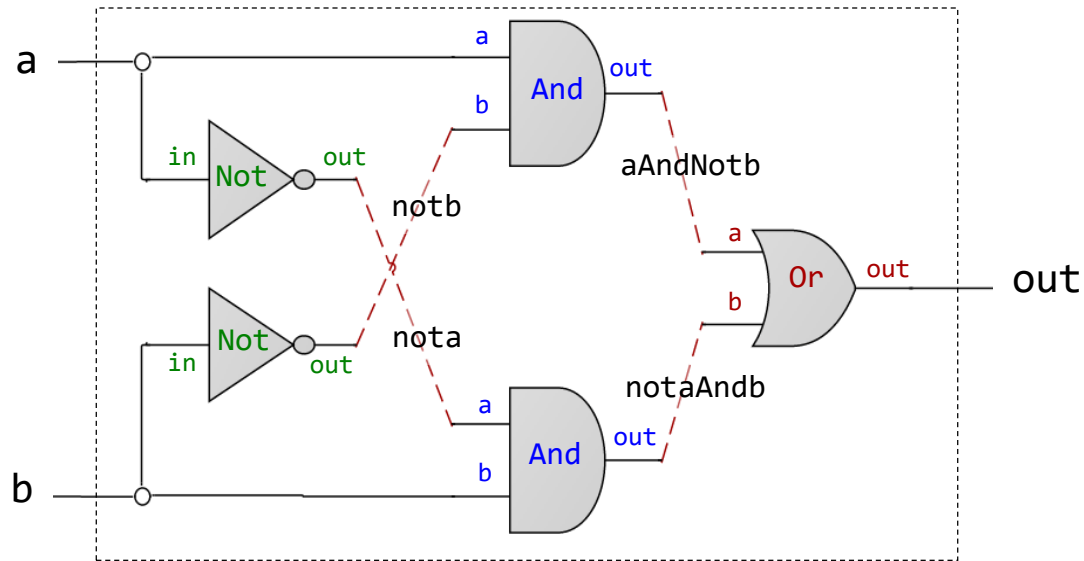 a
a
out
And
b
in
Not
out
aAndNotb
notb
a
Or
out
out
b
Not
nota
in
out
notaAndb
a
out
And
b
b